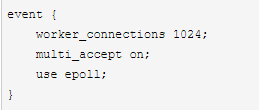 event {
    worker_connections 1024;
    multi_accept on;
    use epoll;
}